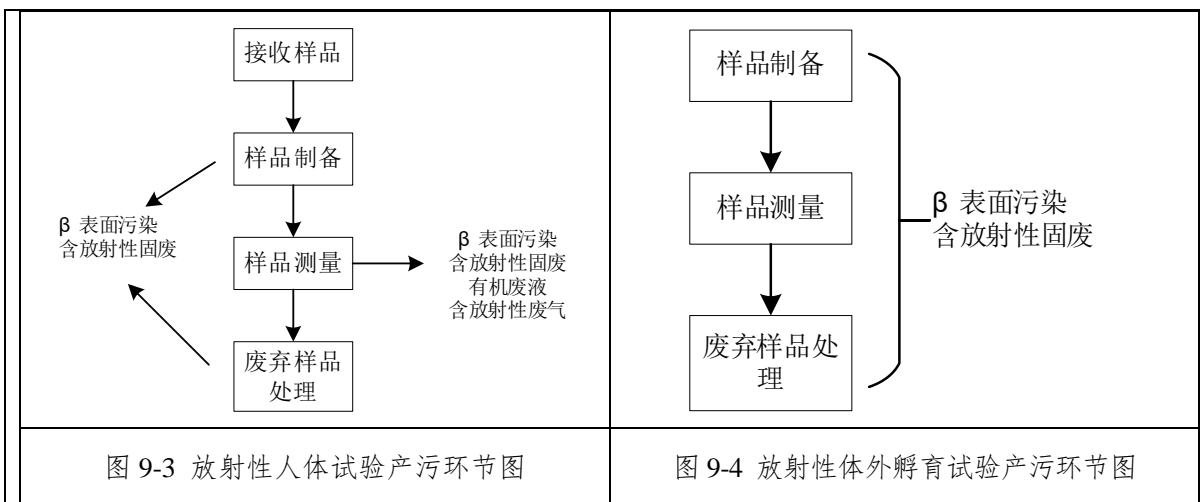 接收样品
样品制备
β 表面污染
含放射性固废
样品测量
β 表面污染
含放射性固废
有机废液
含放射性废气
废弃样品
处理
图 9-3 放射性人体试验产污环节图
样品制备
样品测量
β 表面污染
含放射性固废
废弃样品处
理
图 9-4 放射性体外孵育试验产污环节图